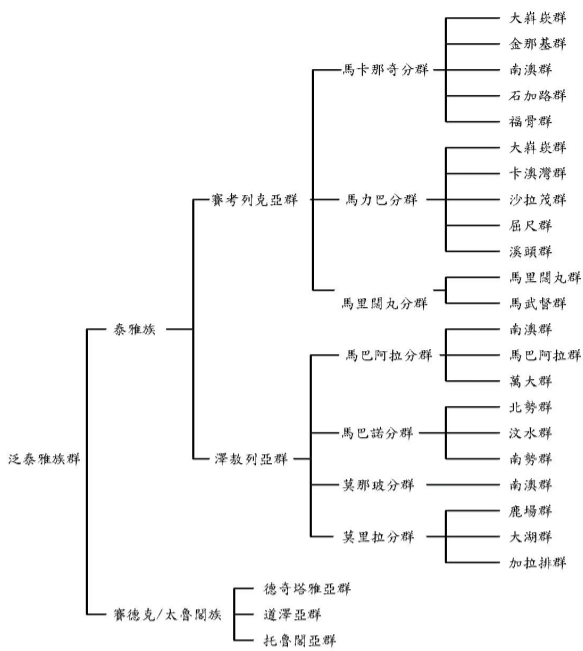 大嵙崁群
金那基群
南澳群
石加路群
福骨群
馬卡那奇分群
大嵙崁群
卡澳灣群
沙拉茂群
屈尺群
溪頭群
馬力巴分群
馬里闊丸群
馬武督群
馬里闊丸分群
賽考列克亞群
南澳群
馬巴阿拉群
萬大群
馬巴阿拉分群
北勢群
汶水群
南勢群
馬巴諾分群
南澳群
莫那玻分群
鹿場群
大湖群
加拉排群
莫里拉分群
澤敖列亞群
泰雅族
泛泰雅族群
德奇塔雅亞群
道澤亞群
托魯閣亞群
賽德克/太魯閣族